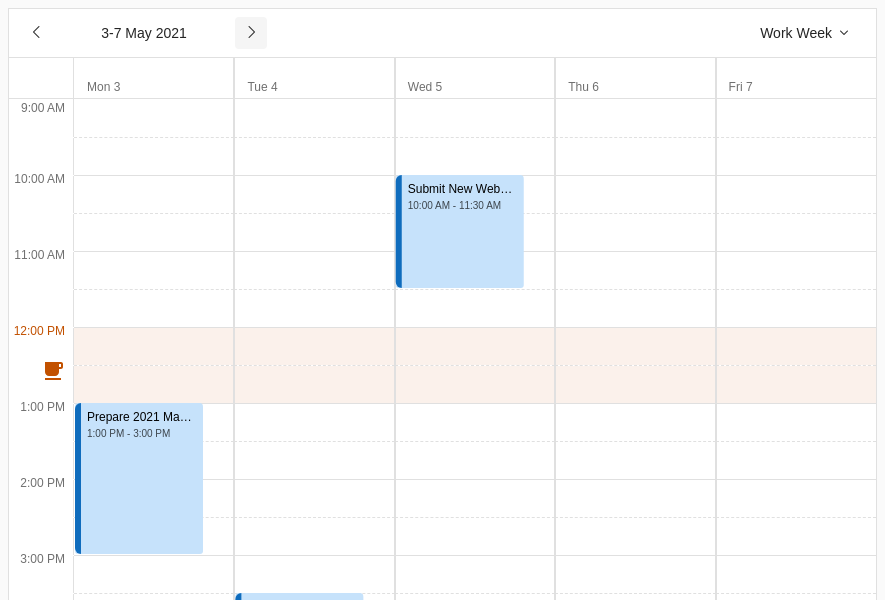 3-7 May 2021
Work Week
Mon 3
Tue 4
Wed 5
Thu 6
Fri 7
9:00 AM
10:00 AM
Submit New Web…
10:00 AM - 11:30 AM
11:00 AM
12:00 PM
1:00 PM
Prepare 2021 Ma…
1:00 PM - 3:00 PM
2:00 PM
3:00 PM